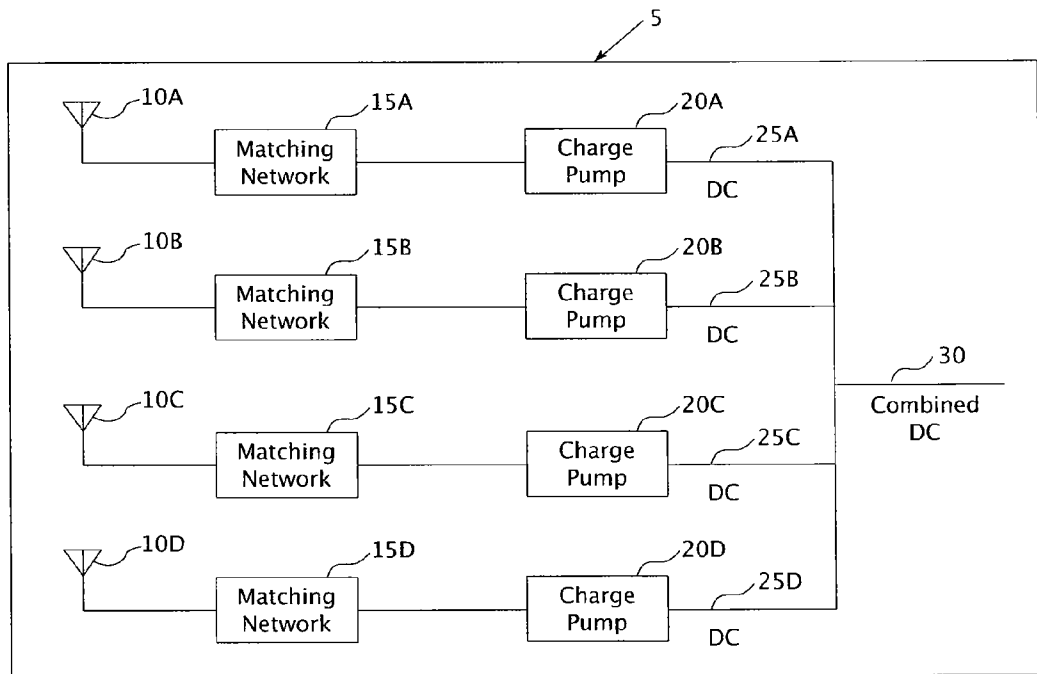 5
10A
15A
20A
25A
Matching
Network
Charge
Pump
DC
10B
15B
20B
25B
Matching
Network
Charge
Pump
DC
30
Combined
DC
10C
15C
20C
25C
Matching
Network
Charge
Pump
DC
10D
15D
20D
25D
Matching
Network
Charge
Pump
DC